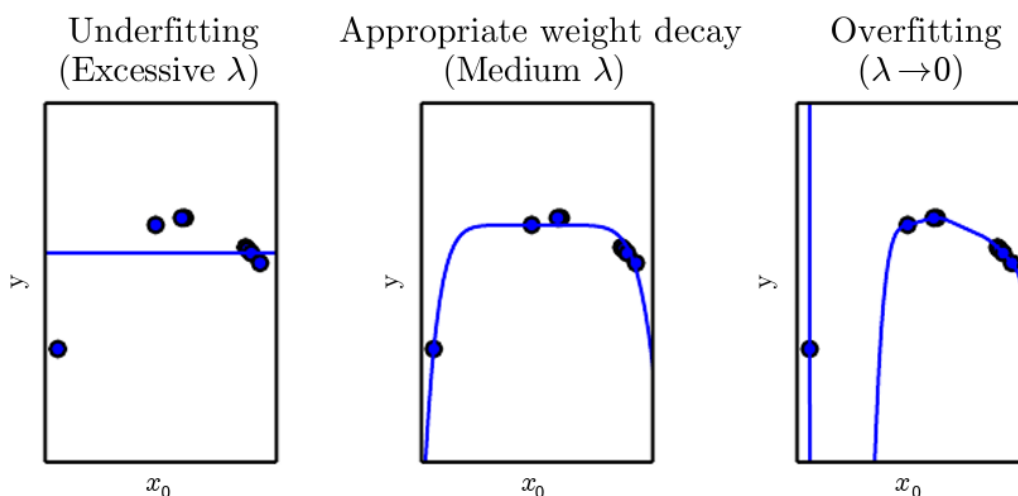 Underfitting
(Excessive λ)
Appropriate weight decay
(Medium λ)
Overfitting
(λ→0)
y
x₀
y
x₀
y
x₀